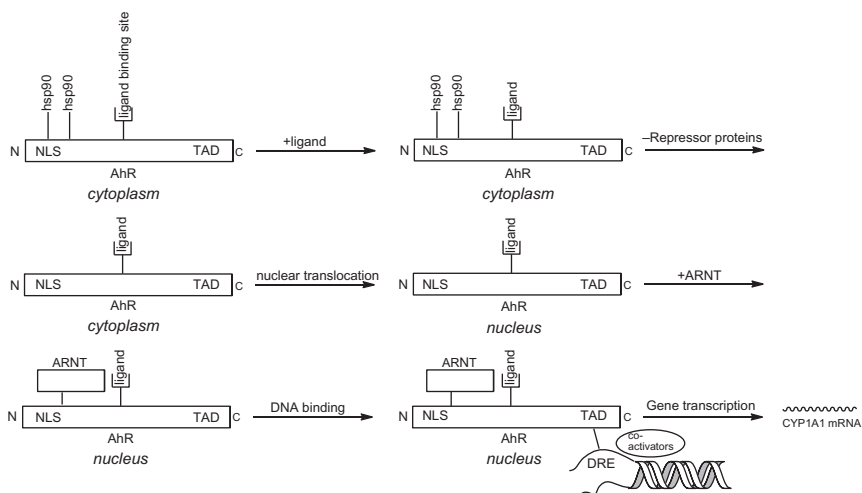 hsp90
hsp90
ligand binding site
N
NLS
TAD
C
AhR
cytoplasm
+ligand
hsp90
hsp90
ligand
N
NLS
TAD
C
AhR
cytoplasm
–Repressor proteins
ligand
N
NLS
TAD
C
AhR
cytoplasm
nuclear translocation
ligand
N
NLS
TAD
C
AhR
nucleus
+ARNT
ARNT
ligand
N
NLS
TAD
C
AhR
nucleus
DNA binding
ARNT
ligand
N
NLS
TAD
C
AhR
nucleus
DRE
co-
activators
Gene transcription
CYP1A1 mRNA